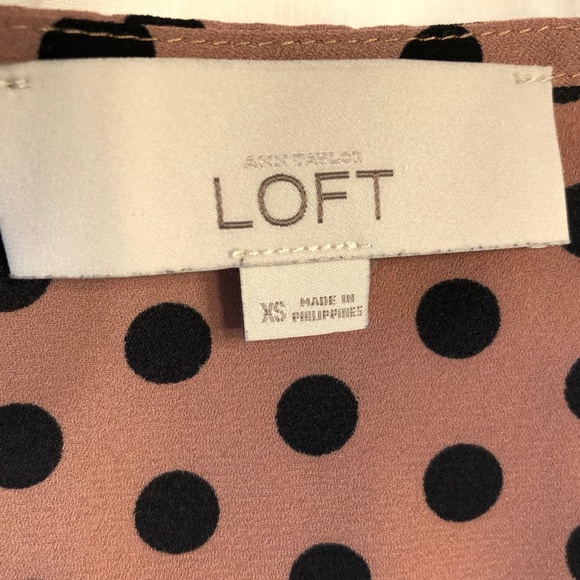 ANN TAYLOR
LOFT
XS
MADE IN
PHILIPPINES